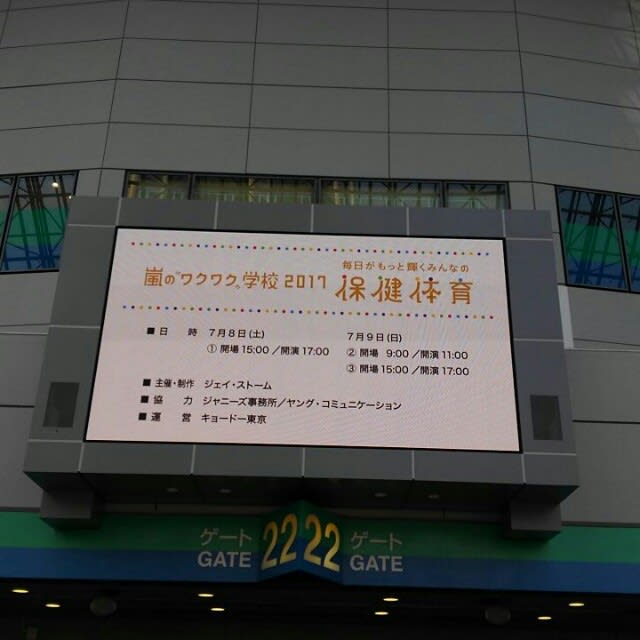 嵐の"ワクワク"学校 2017 毎日がもっと輝くみんなの
保健体育
■日 時 7月8日(土) 7月9日(日)
①開場 15:00／開演 17:00 ②開場 9:00／開演 11:00
③開場 15:00／開演 17:00
■主催・制作 ジェイ・ストーム
■協 力 ジャニーズ事務所／ヤング・コミュニケーション
■運 営 キョードー東京
ゲート 22 22 ゲート
GATE GATE